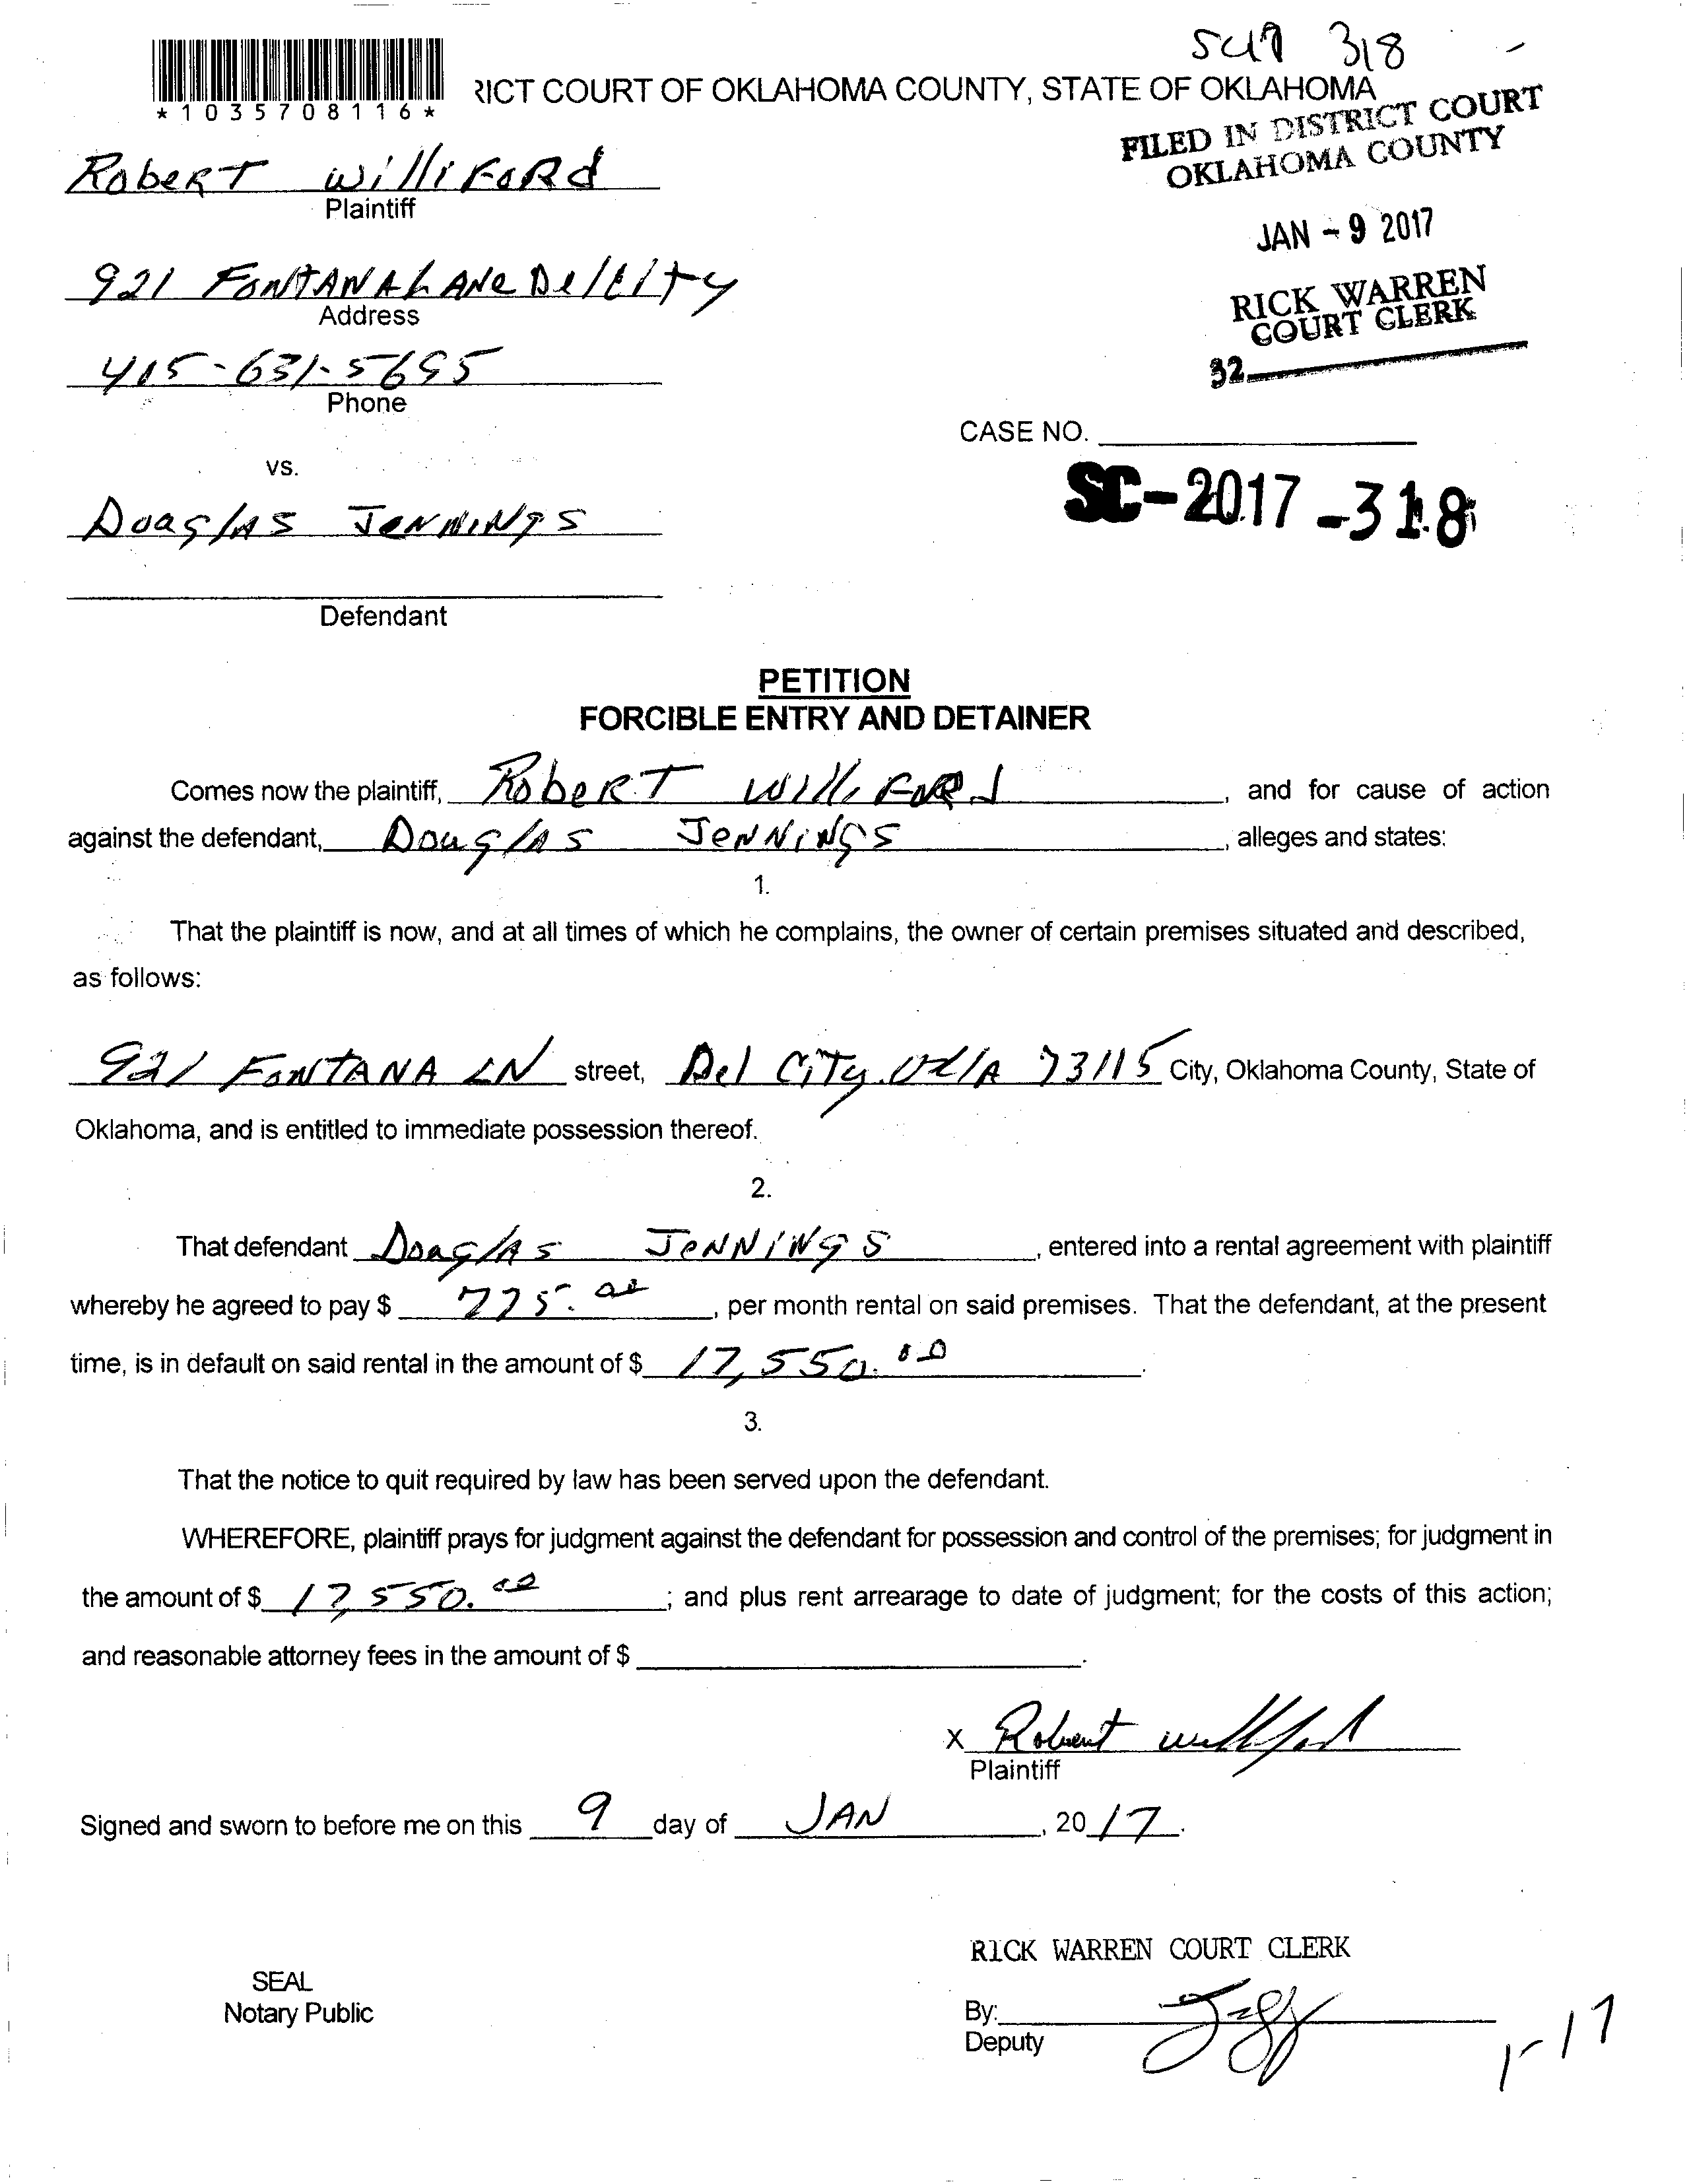 SC17 318
*1035708116*
RICT COURT OF OKLAHOMA COUNTY, STATE OF OKLAHOMA
FILED IN DISTRICT COURT
OKLAHOMA COUNTY
Robert Williford
Plaintiff
JAN - 9 2017
921 Fontana Lane Del City
Address
RICK WARREN
COURT CLERK
32
405-631-5695
Phone
CASE NO.
vs.
SC-2017-318
Douglas Jennings
Defendant
PETITION
FORCIBLE ENTRY AND DETAINER
Comes now the plaintiff, Robert Williford, and for cause of action
against the defendant, Douglas Jennings, alleges and states:
1.
That the plaintiff is now, and at all times of which he complains, the owner of certain premises situated and described,
as follows:
921 Fontana LN street, Del City, Okla 73115 City, Oklahoma County, State of
Oklahoma, and is entitled to immediate possession thereof.
2.
That defendant Douglas Jennings, entered into a rental agreement with plaintiff
whereby he agreed to pay $ 775.00, per month rental on said premises. That the defendant, at the present
time, is in default on said rental in the amount of $ 17,550.00.
3.
That the notice to quit required by law has been served upon the defendant.
WHEREFORE, plaintiff prays for judgment against the defendant for possession and control of the premises; for judgment in
the amount of $ 17,550.00; and plus rent arrearage to date of judgment; for the costs of this action;
and reasonable attorney fees in the amount of $ .
X Robert Williford
Plaintiff
Signed and sworn to before me on this 9 day of JAN, 2017.
RICK WARREN COURT CLERK
SEAL
Notary Public
By:
Deputy
1-17